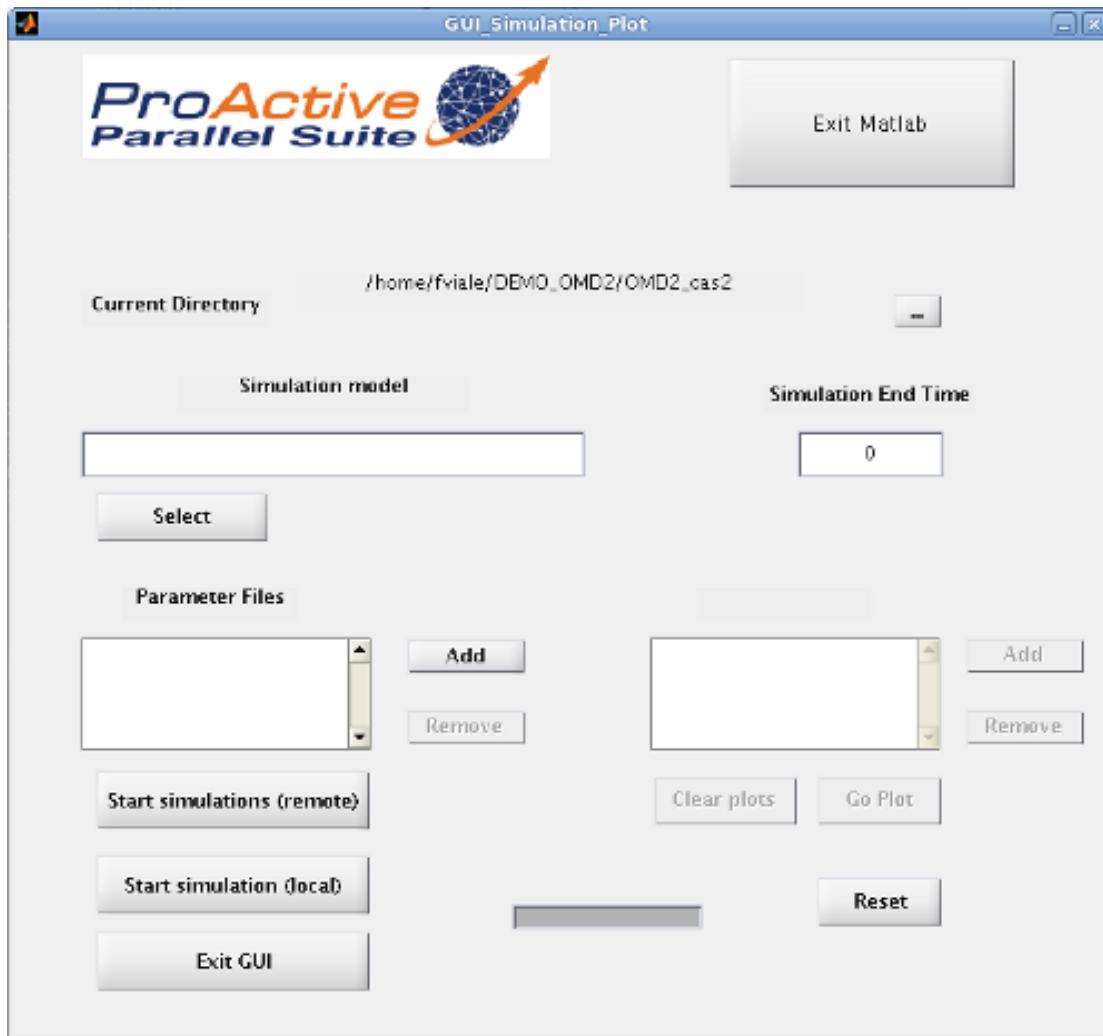 GUI_Simulation_Plot
ProActive
Parallel Suite
Exit Matlab
/home/fviale/DEMO_OMD2/OMD2_cas2
Current Directory
...
Simulation model
Simulation End Time
0
Select
Parameter Files
Add
Add
Remove
Remove
Start simulations (remote)
Clear plots
Go Plot
Start simulation (local)
Reset
Exit GUI